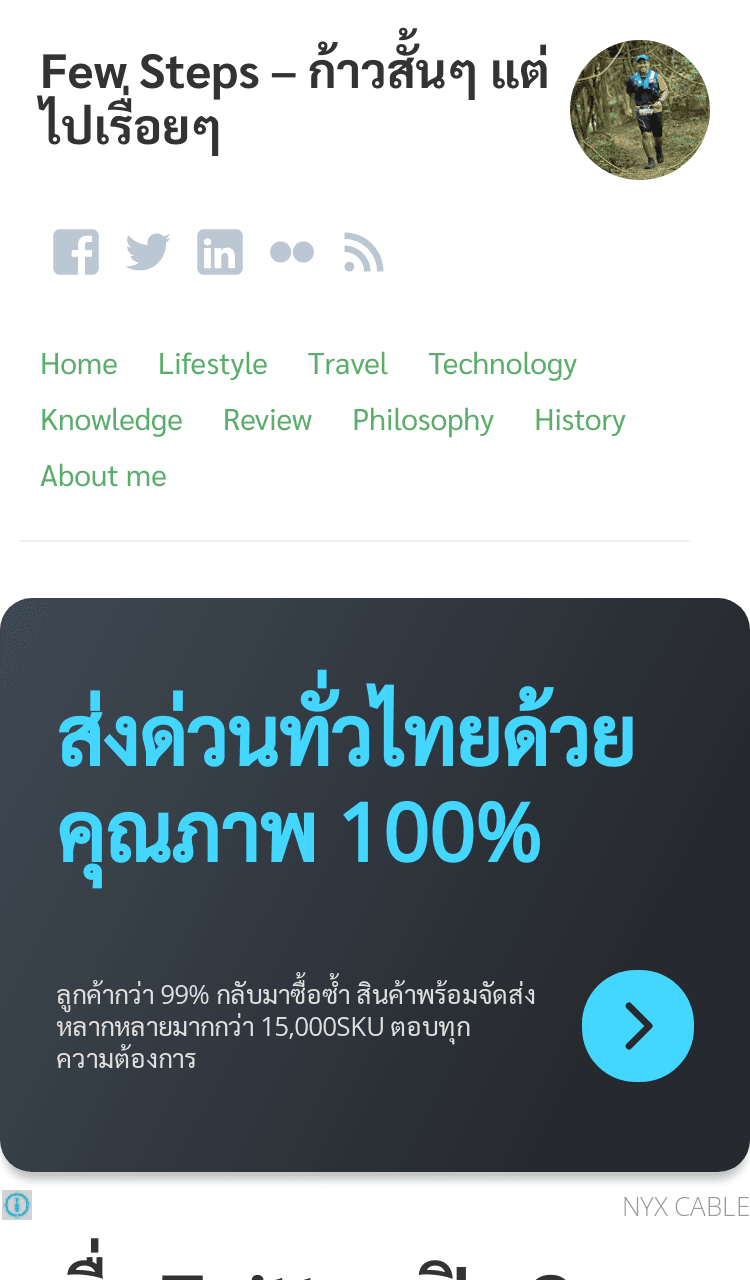 Few Steps – ก้าวสั้นๆ แต่
ไปเรื่อยๆ
Home Lifestyle Travel Technology
Knowledge Review Philosophy History
About me
ส่งด่วนทั่วไทยด้วย
คุณภาพ 100%
ลูกค้ากว่า 99% กลับมาซื้อซ้ำ สินค้าพร้อมจัดส่ง
หลากหลายมากกว่า 15,000SKU ตอบทุก
ความต้องการ
NYX CABLE